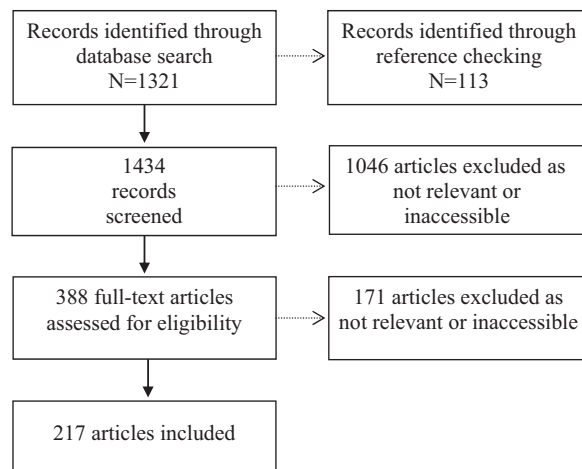 Records identified through
database search
N=1321
Records identified through
reference checking
N=113
1434
records
screened
1046 articles excluded as
not relevant or
inaccessible
388 full-text articles
assessed for eligibility
171 articles excluded as
not relevant or inaccessible
217 articles included